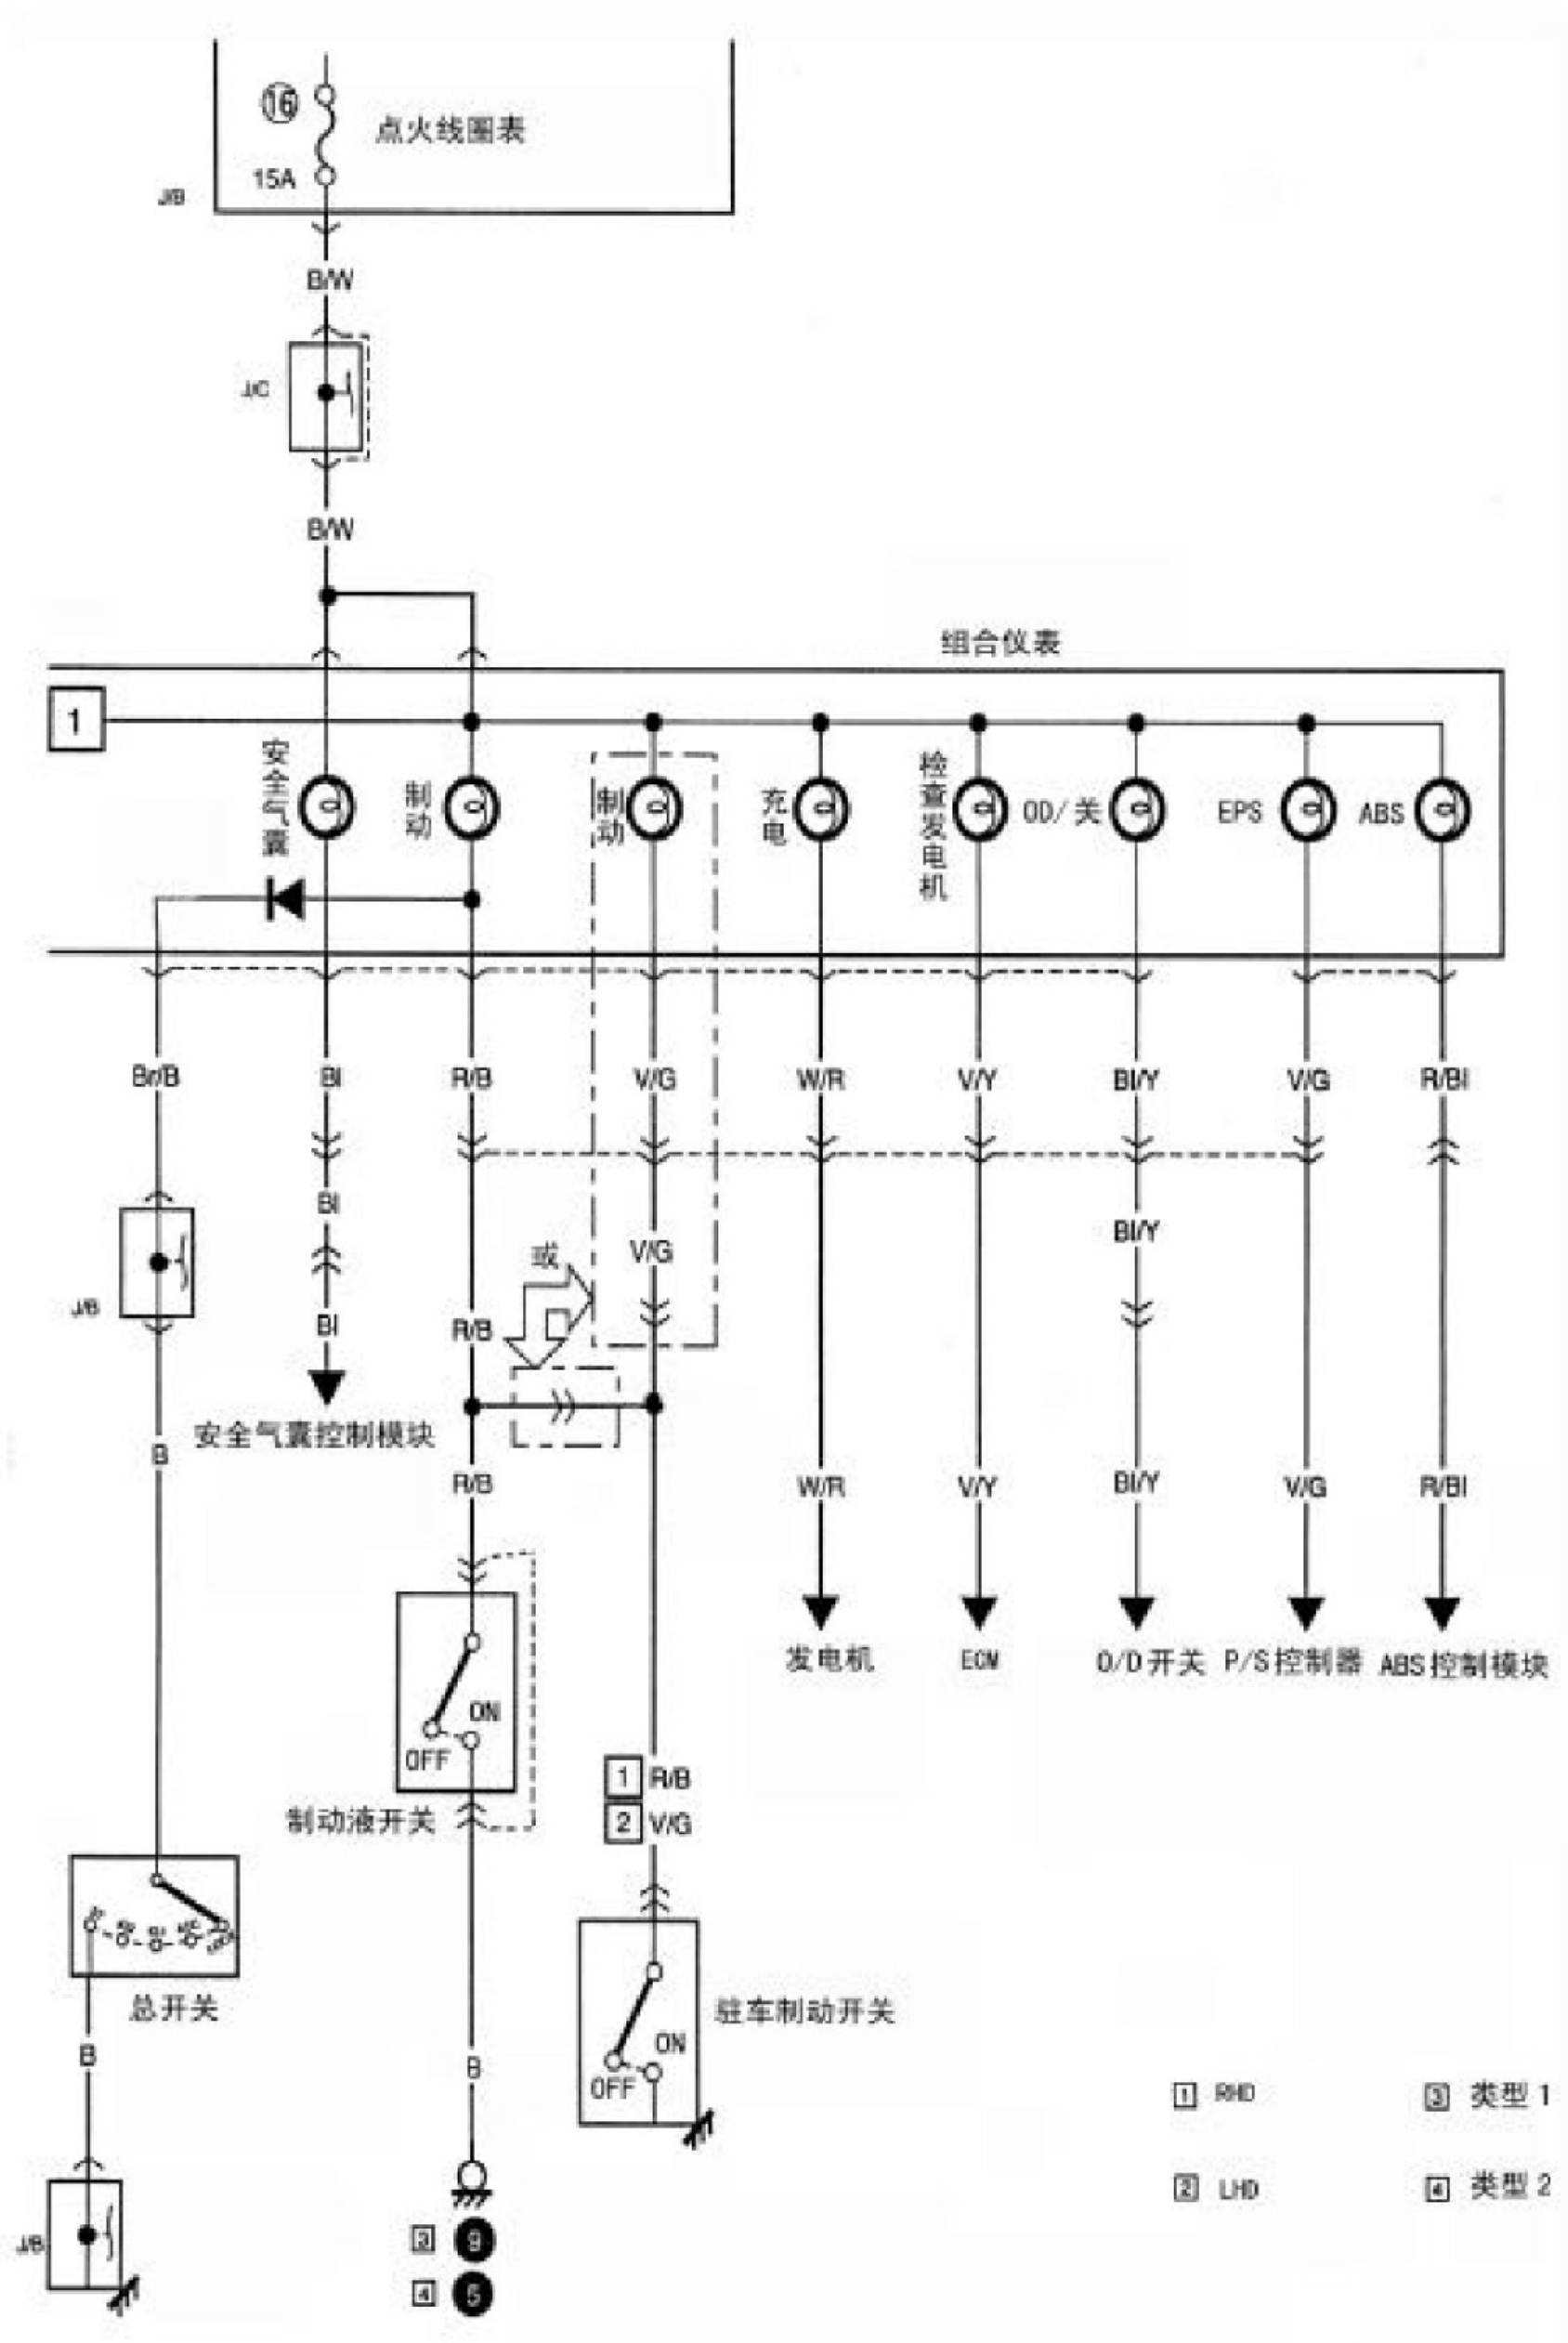 16
点火线圈表
15A
J/B
B/W
J/C
B/W
组合仪表
1
安全气囊
制动
制动
充电
检查发电机
OD/关
EPS
ABS
Br/B
Bl
R/B
V/G
W/R
V/Y
Bl/Y
V/G
R/Bl
Bl
Bl/Y
或
V/G
J/B
Bl
R/B
安全气囊控制模块
B
R/B
W/R
V/Y
Bl/Y
V/G
R/Bl
发电机
ECM
O/D开关
P/S控制器
ABS控制模块
ON
OFF
制动液开关
1 R/B
2 V/G
总开关
驻车制动开关
ON
OFF
B
B
1 RHD
3 类型1
2 LHD
4 类型2
J/B
3 9
4 5